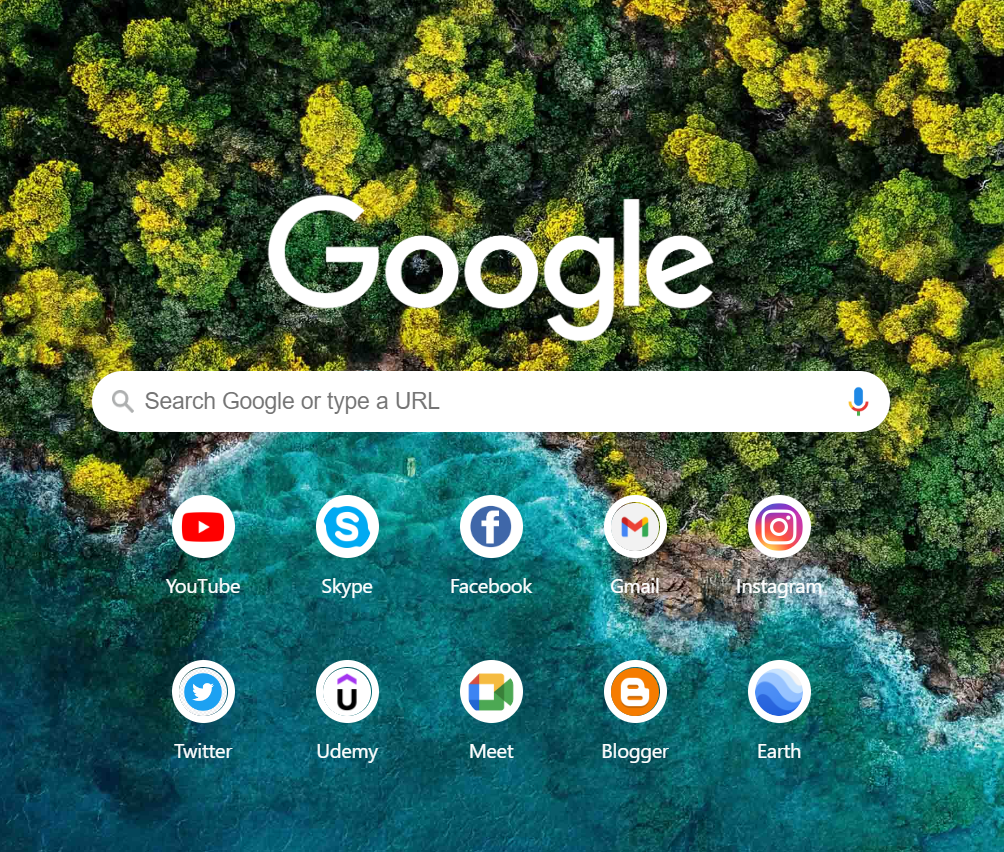 Google
Search Google or type a URL
YouTube
Skype
Facebook
Gmail
Instagram
Twitter
Udemy
Meet
Blogger
Earth